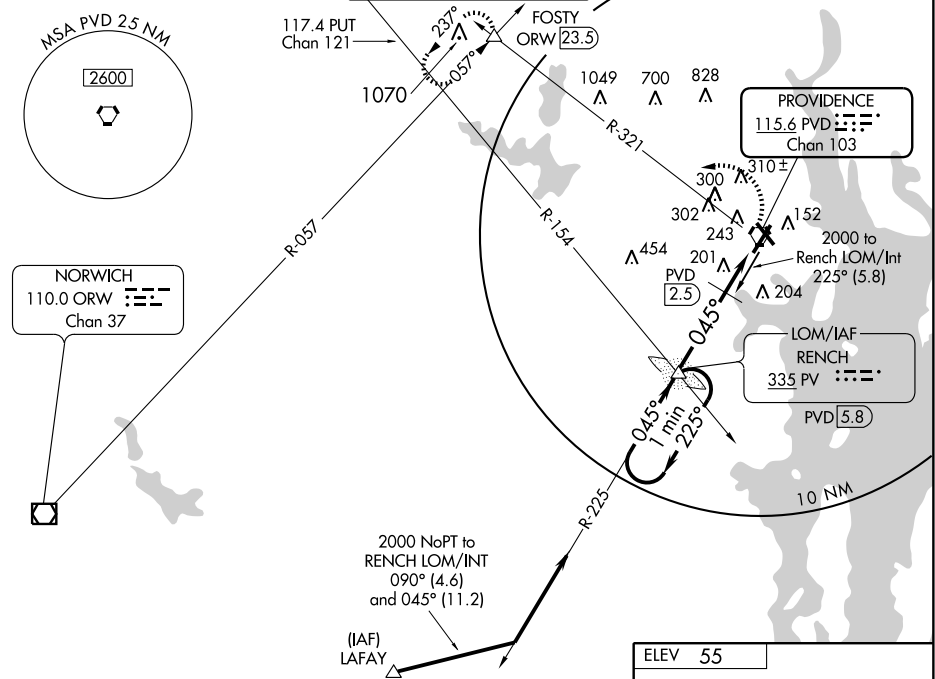 MSA PVD 25 NM
2600
117.4 PUT
Chan 121
237°
057°
1070
FOSTY
ORW 23.5
1049
700
828
PROVIDENCE
115.6 PVD
Chan 103
R-321
R-057
R-154
310±
300
302
243
152
454
201
204
PVD
2.5
2000 to
Rench LOM/Int
225° (5.8)
NORWICH
110.0 ORW
Chan 37
045°
LOM/IAF
RENCH
335 PV
PVD 5.8
045°
1 min
225°
R-225
10 NM
2000 NoPT to
RENCH LOM/INT
090° (4.6)
and 045° (11.2)
(IAF)
LAFAY
ELEV 55